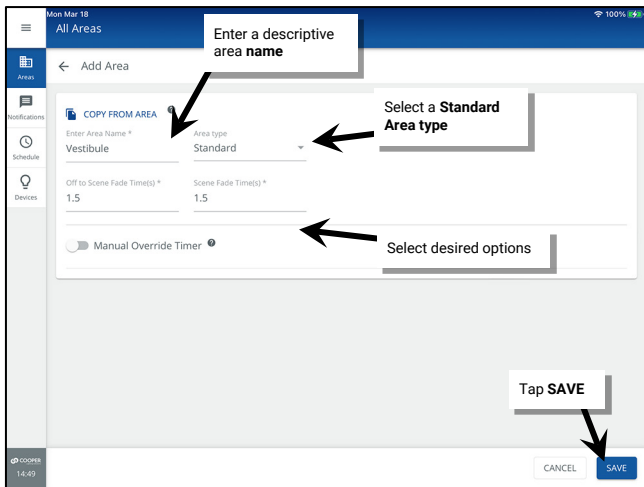 Mon Mar 18
100%
All Areas
Enter a descriptive
area name
Areas
Add Area
Notifications
COPY FROM AREA ?
Select a Standard
Area type
Enter Area Name *
Area type
Vestibule
Standard
Schedule
Off to Scene Fade Time(s) *
Scene Fade Time(s) *
1.5
1.5
Devices
Manual Override Timer ?
Select desired options
Tap SAVE
COOPER
14:49
CANCEL
SAVE